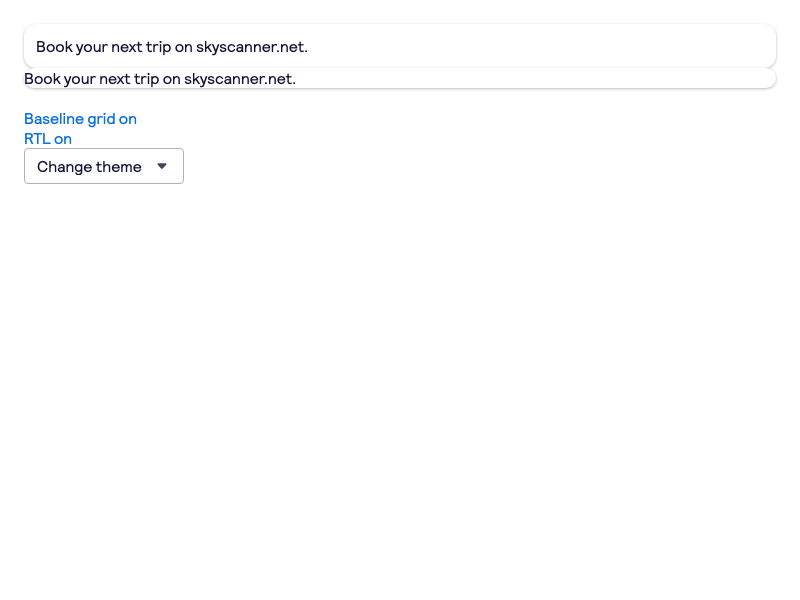 Book your next trip on skyscanner.net.
Book your next trip on skyscanner.net.
Baseline grid on
RTL on
Change theme